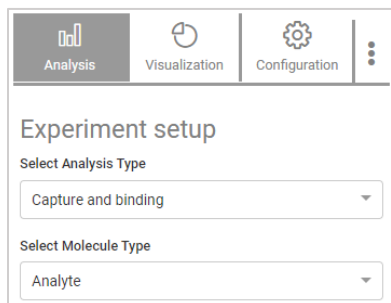 Analysis Visualization Configuration
Experiment setup
Select Analysis Type
Capture and binding
Select Molecule Type
Analyte